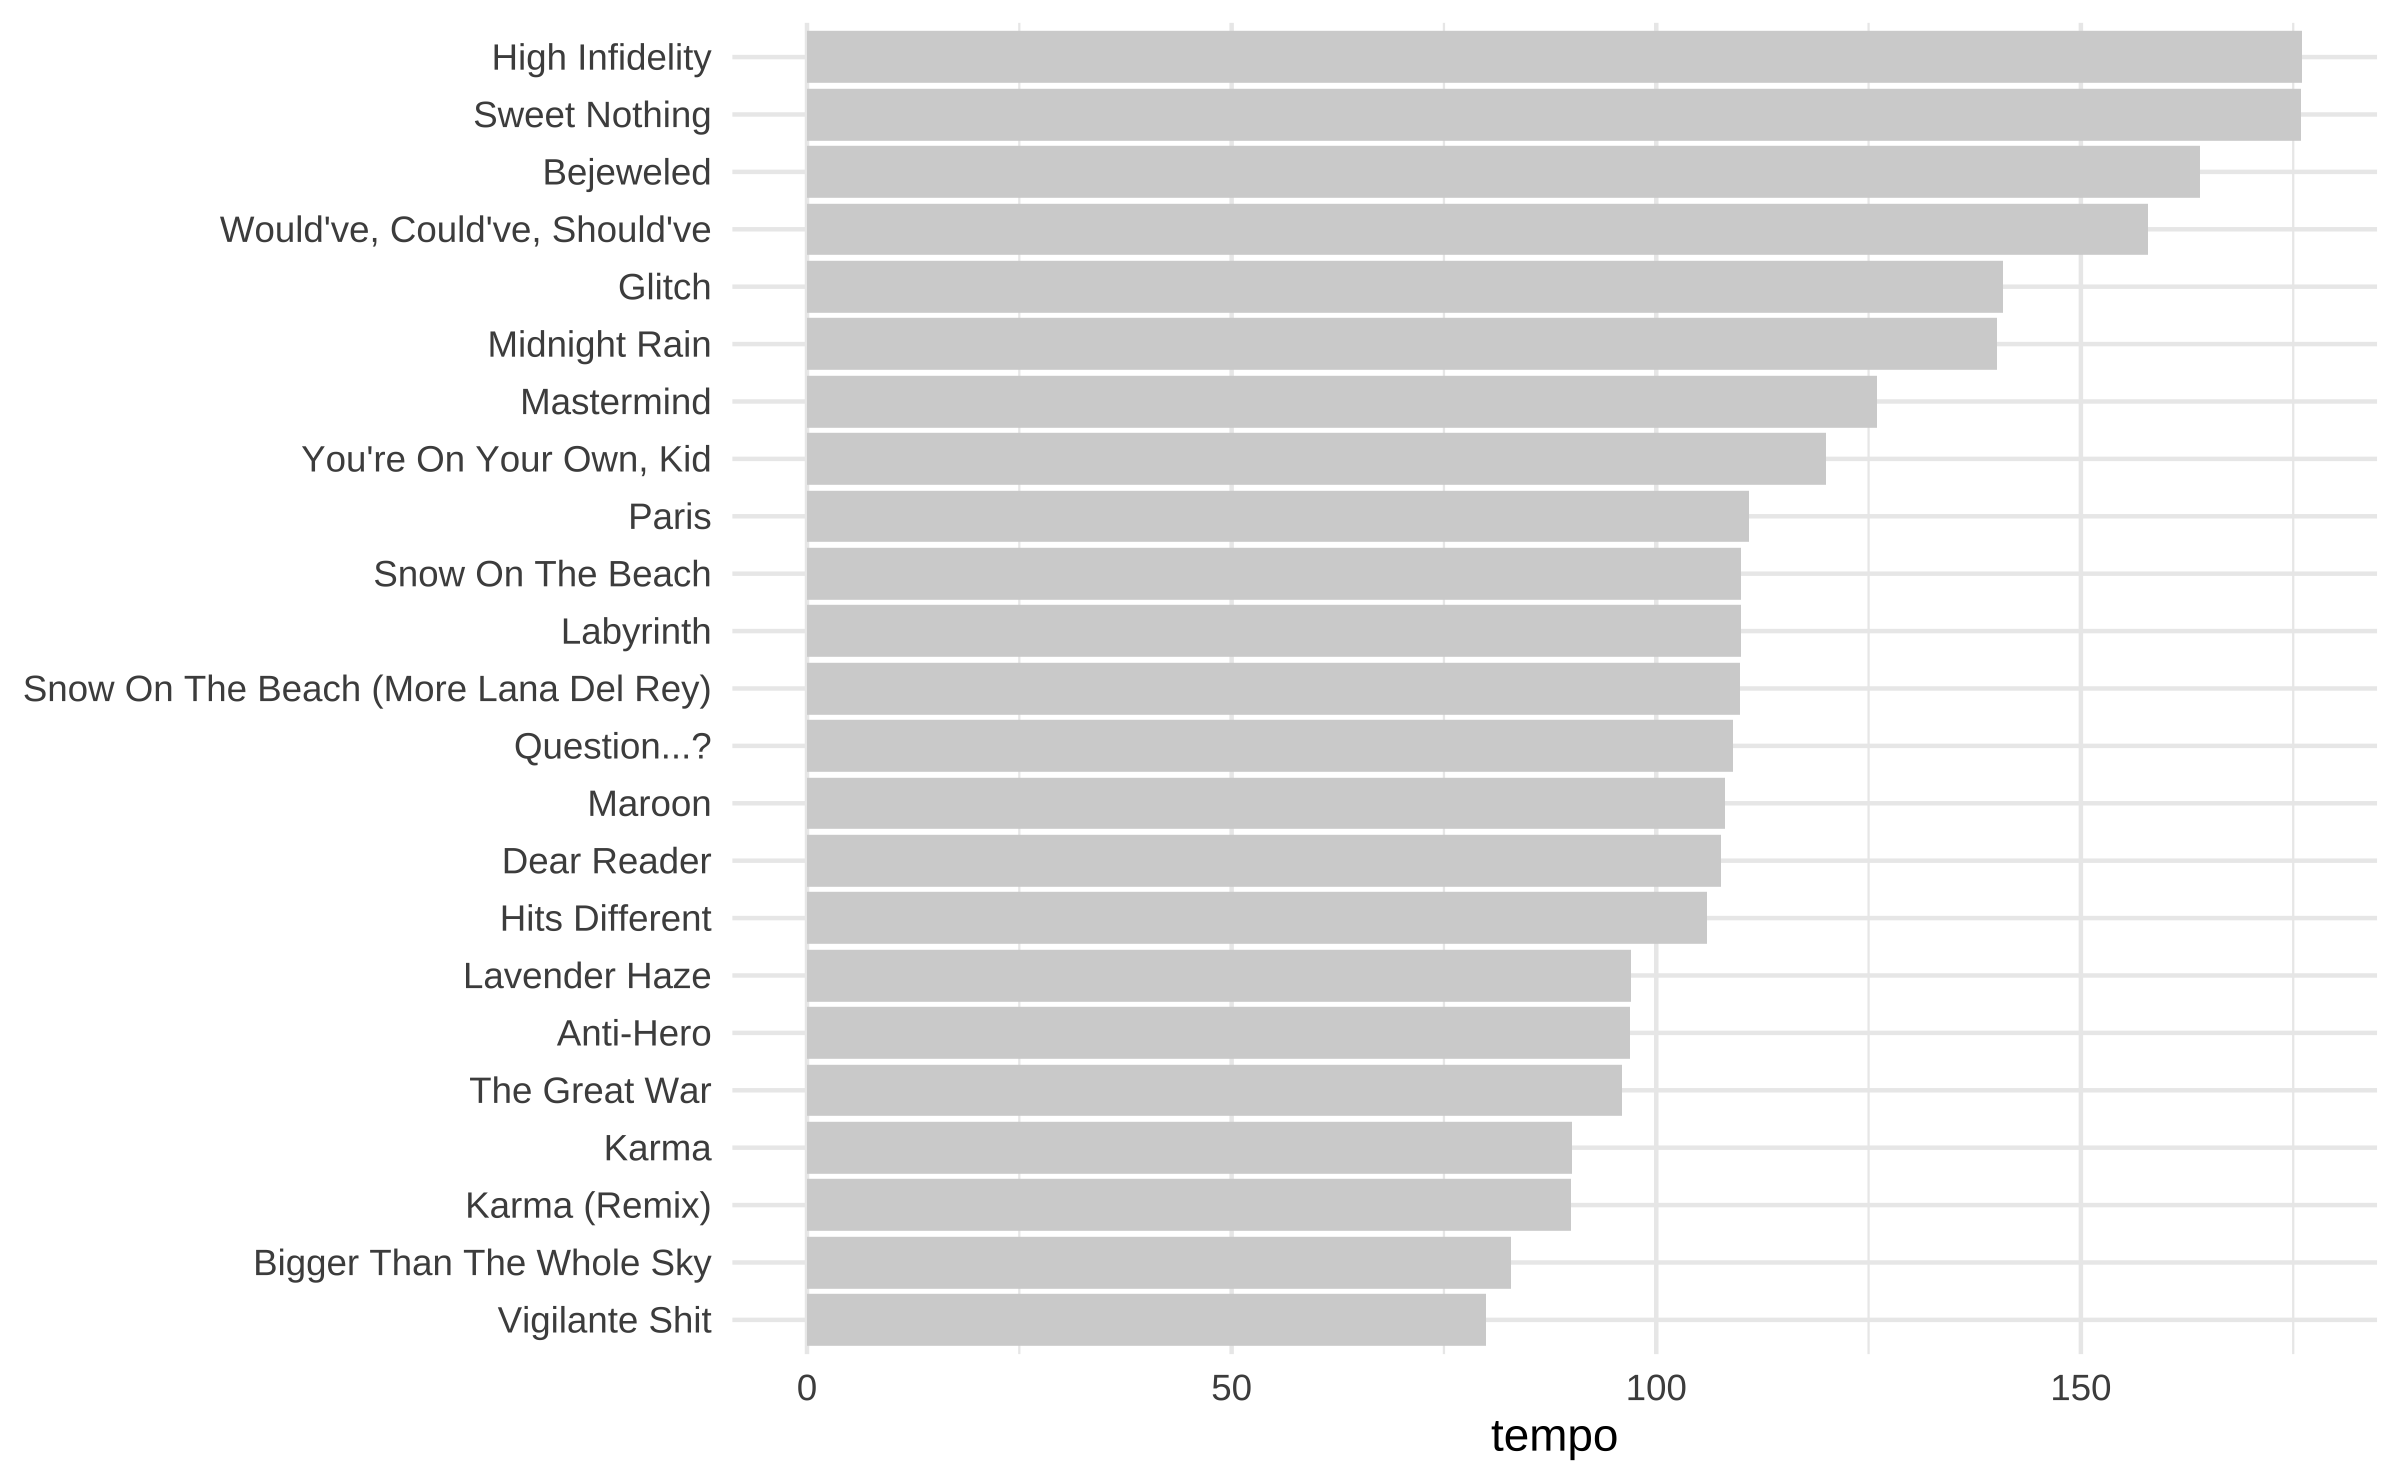 High Infidelity
Sweet Nothing
Bejeweled
Would've, Could've, Should've
Glitch
Midnight Rain
Mastermind
You're On Your Own, Kid
Paris
Snow On The Beach
Labyrinth
Snow On The Beach (More Lana Del Rey)
Question...?
Maroon
Dear Reader
Hits Different
Lavender Haze
Anti-Hero
The Great War
Karma
Karma (Remix)
Bigger Than The Whole Sky
Vigilante Shit
0 50 100 150
tempo